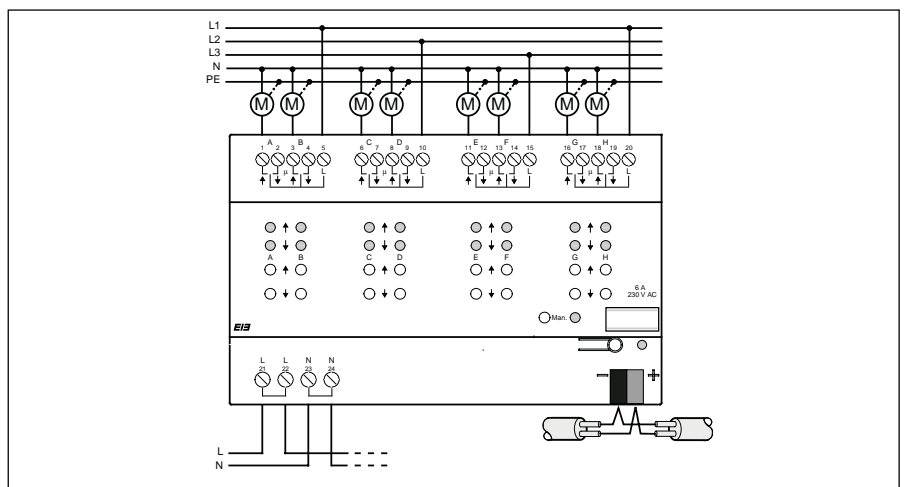 L1
L2
L3
N
PE
M M M M M M M M
A B C D E F G H
1 2 3 4 5 6 7 8 9 10 11 12 13 14 15 16 17 18 19 20
µ L µ L µ L µ L
A B C D E F G H
6 A
230 V AC
Man.
EIB
L L N N
21 22 23 24
− +
L
N